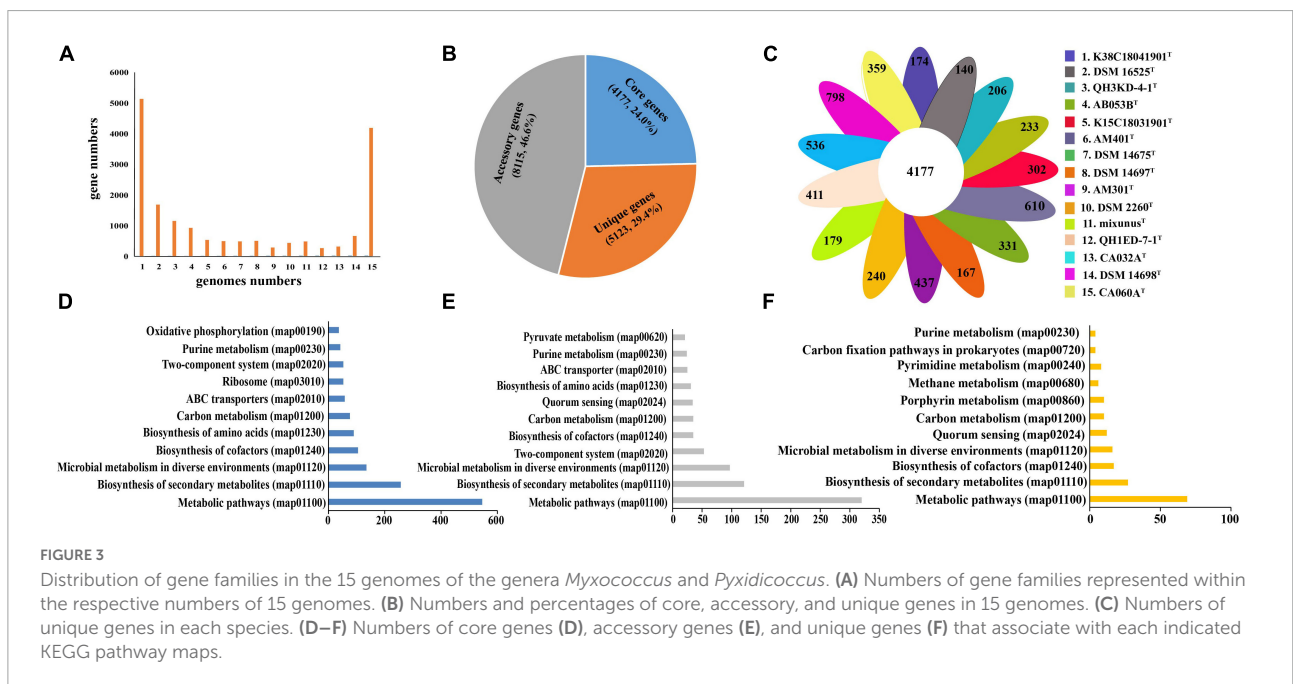 A
6000
5000
4000
3000
2000
1000
0
gene numbers
1 2 3 4 5 6 7 8 9 10 11 12 13 14 15
genomes numbers
B
Core genes
(4177, 24.0%)
Accessory genes
(8115, 46.6%)
Unique genes
(5123, 29.4%)
C
174
140
206
233
302
610
331
167
437
240
179
411
536
798
359
4177
1. K38C18041901ᵀ
2. DSM 16525ᵀ
3. QH3KD-4-1ᵀ
4. AB053Bᵀ
5. K15C18031901ᵀ
6. AM401ᵀ
7. DSM 14675ᵀ
8. DSM 14697ᵀ
9. AM301ᵀ
10. DSM 2260ᵀ
11. mixunusᵀ
12. QH1ED-7-1ᵀ
13. CA032Aᵀ
14. DSM 14698ᵀ
15. CA060Aᵀ
D
Oxidative phosphorylation (map00190)
Purine metabolism (map00230)
Two-component system (map02020)
Ribosome (map03010)
ABC transporters (map02010)
Carbon metabolism (map01200)
Biosynthesis of amino acids (map01230)
Biosynthesis of cofactors (map01240)
Microbial metabolism in diverse environments (map01120)
Biosynthesis of secondary metabolites (map01110)
Metabolic pathways (map01100)
0 200 400 600
E
Pyruvate metabolism (map00620)
Purine metabolism (map00230)
ABC transporter (map02010)
Biosynthesis of amino acids (map01230)
Quorum sensing (map02024)
Carbon metabolism (map01200)
Biosynthesis of cofactors (map01240)
Two-component system (map02020)
Microbial metabolism in diverse environments (map01120)
Biosynthesis of secondary metabolites (map01110)
Metabolic pathways (map01100)
0 50 100 150 200 250 300 350
F
Purine metabolism (map00230)
Carbon fixation pathways in prokaryotes (map00720)
Pyrimidine metabolism (map00240)
Methane metabolism (map00680)
Porphyrin metabolism (map00860)
Carbon metabolism (map01200)
Quorum sensing (map02024)
Microbial metabolism in diverse environments (map01120)
Biosynthesis of cofactors (map01240)
Biosynthesis of secondary metabolites (map01110)
Metabolic pathways (map01100)
0 50 100
FIGURE 3
Distribution of gene families in the 15 genomes of the genera Myxococcus and Pyxidicoccus. (A) Numbers of gene families represented within
the respective numbers of 15 genomes. (B) Numbers and percentages of core, accessory, and unique genes in 15 genomes. (C) Numbers of
unique genes in each species. (D–F) Numbers of core genes (D), accessory genes (E), and unique genes (F) that associate with each indicated
KEGG pathway maps.